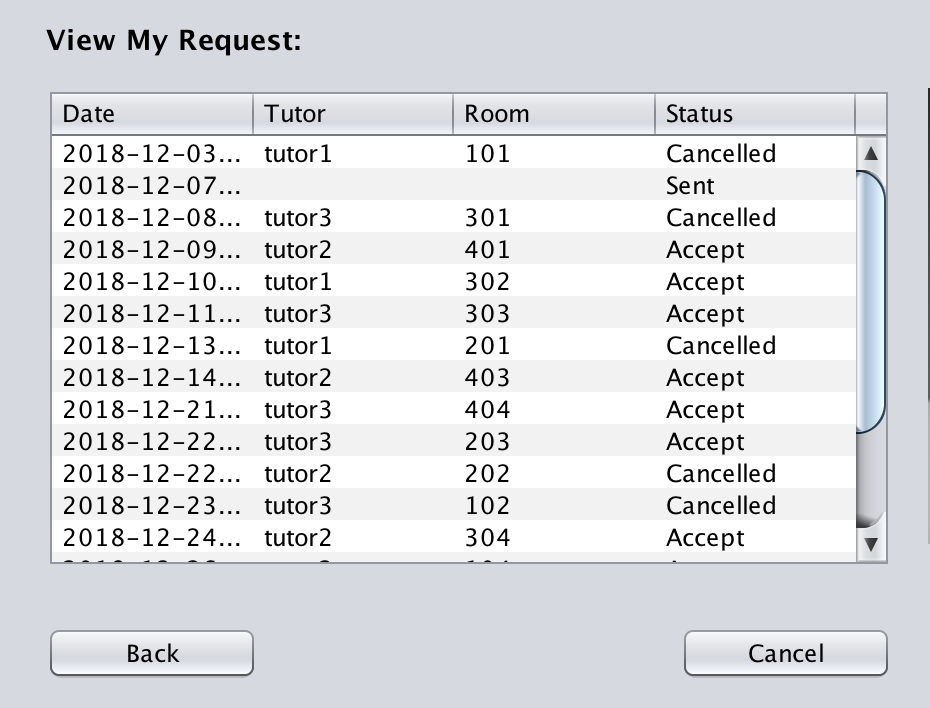 View My Request:
Date Tutor Room Status
2018-12-03... tutor1 101 Cancelled
2018-12-07... Sent
2018-12-08... tutor3 301 Cancelled
2018-12-09... tutor2 401 Accept
2018-12-10... tutor1 302 Accept
2018-12-11... tutor3 303 Accept
2018-12-13... tutor1 201 Cancelled
2018-12-14... tutor2 403 Accept
2018-12-21... tutor3 404 Accept
2018-12-22... tutor3 203 Accept
2018-12-22... tutor2 202 Cancelled
2018-12-23... tutor3 102 Cancelled
2018-12-24... tutor2 304 Accept
Back Cancel